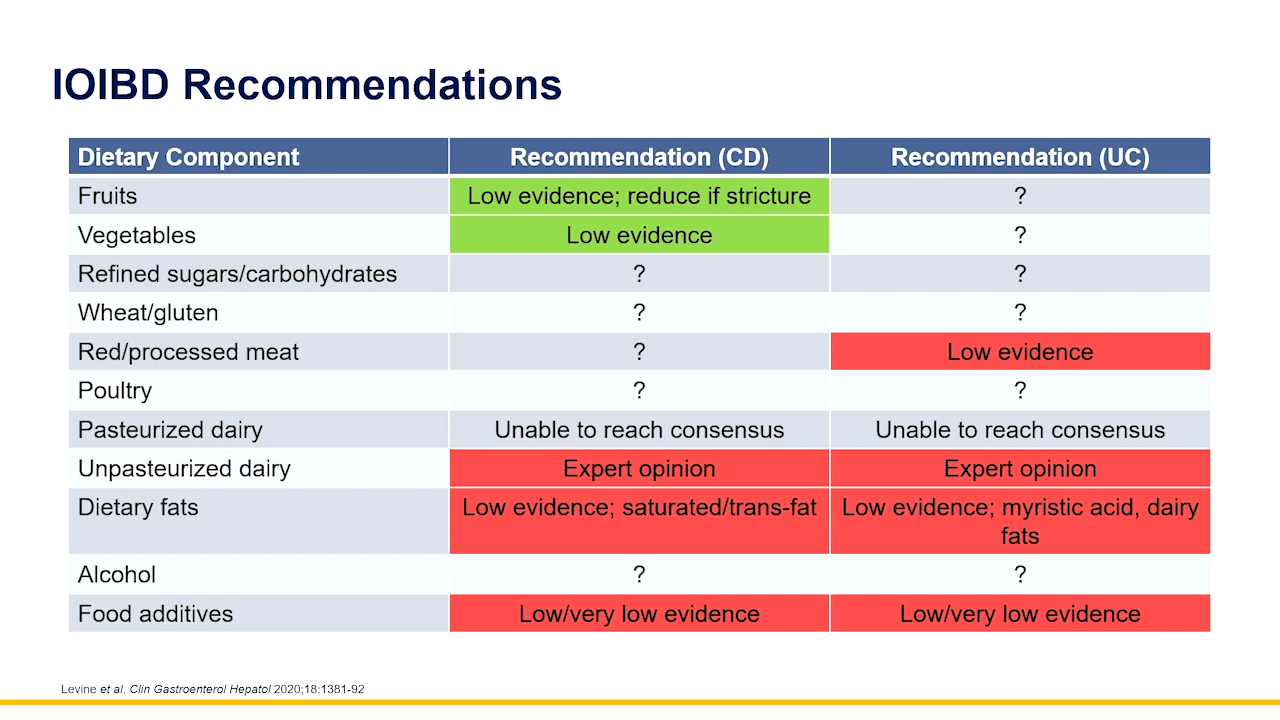 IOIBD Recommendations
Dietary Component Recommendation (CD) Recommendation (UC)
Fruits Low evidence; reduce if stricture ?
Vegetables Low evidence ?
Refined sugars/carbohydrates ? ?
Wheat/gluten ? ?
Red/processed meat ? Low evidence
Poultry ? ?
Pasteurized dairy Unable to reach consensus Unable to reach consensus
Unpasteurized dairy Expert opinion Expert opinion
Dietary fats Low evidence; saturated/trans-fat Low evidence; myristic acid, dairy
fats
Alcohol ? ?
Food additives Low/very low evidence Low/very low evidence
Levine et al. Clin Gastroenterol Hepatol 2020;18:1381-92